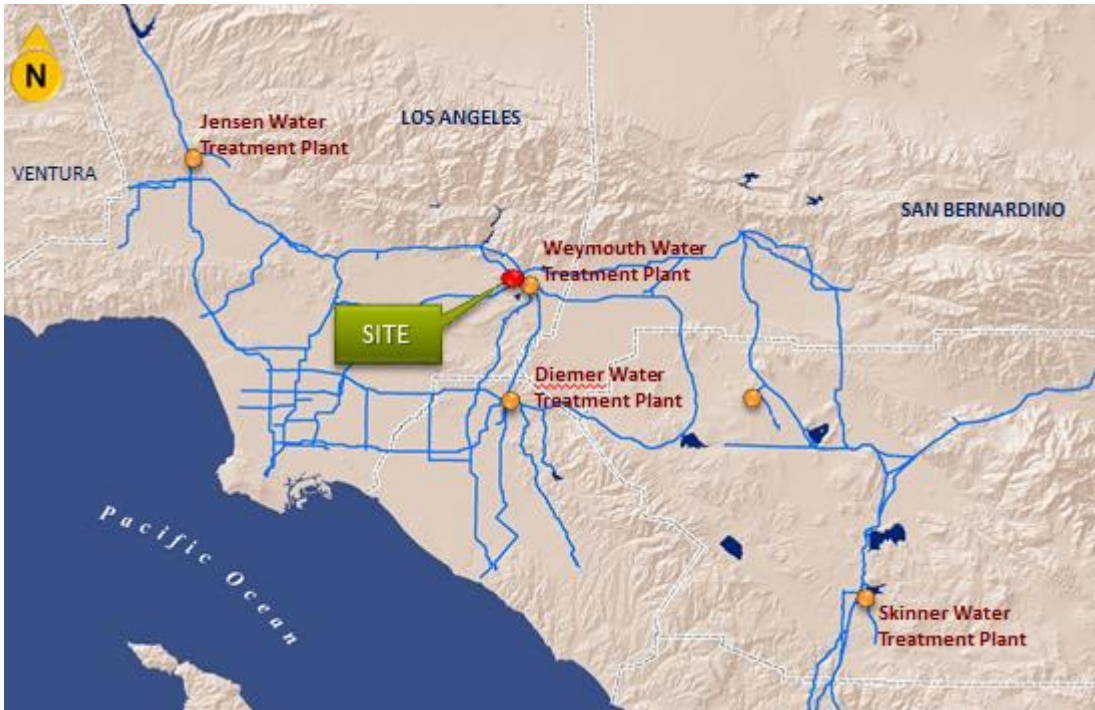 N
Jensen Water
Treatment Plant
LOS ANGELES
VENTURA
SAN BERNARDINO
Weymouth Water
Treatment Plant
SITE
Diemer Water
Treatment Plant
Pacific Ocean
Skinner Water
Treatment Plant